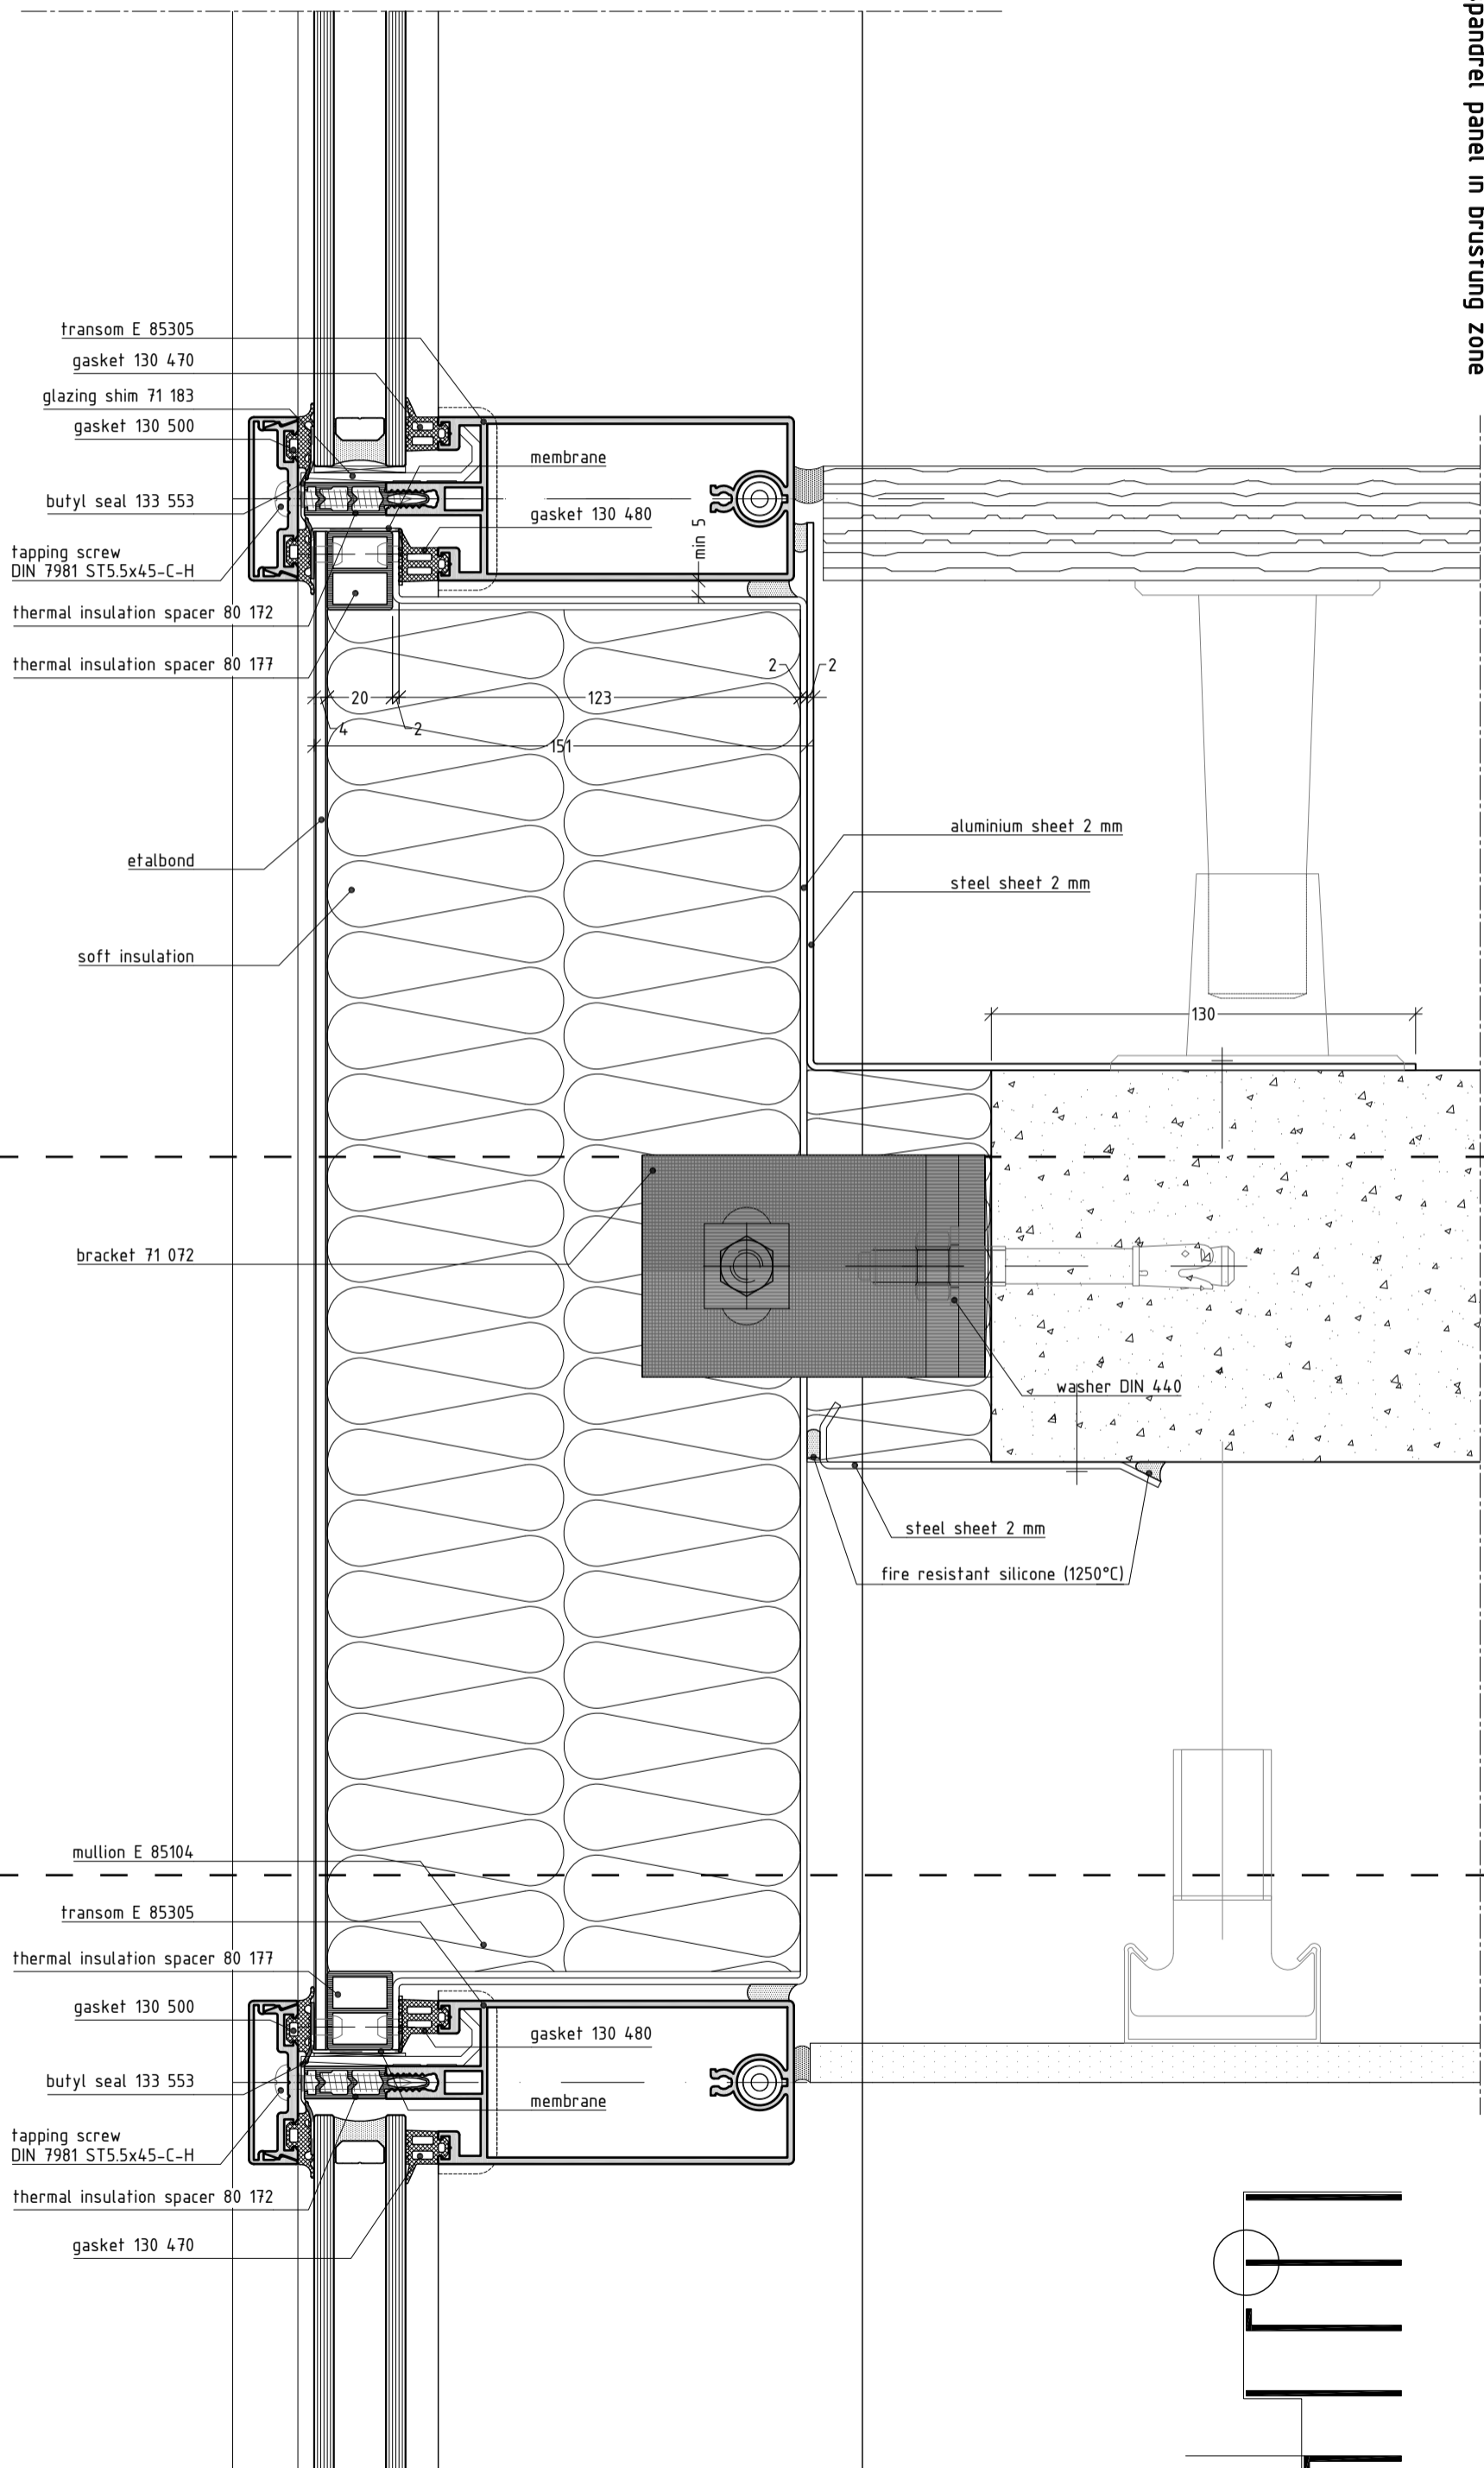 pandrel panel in brustung zone
transom E 85305
gasket 130 470
glazing shim 71 183
gasket 130 500
membrane
butyl seal 133 553
gasket 130 480
min 5
tapping screw
DIN 7981 ST5.5x45-C-H
thermal insulation spacer 80 172
thermal insulation spacer 80 177
2
2
20
123
4
2
151
etalbond
aluminium sheet 2 mm
steel sheet 2 mm
soft insulation
130
bracket 71 072
washer DIN 440
steel sheet 2 mm
fire resistant silicone (1250°C)
mullion E 85104
transom E 85305
thermal insulation spacer 80 177
gasket 130 500
gasket 130 480
butyl seal 133 553
membrane
tapping screw
DIN 7981 ST5.5x45-C-H
thermal insulation spacer 80 172
gasket 130 470